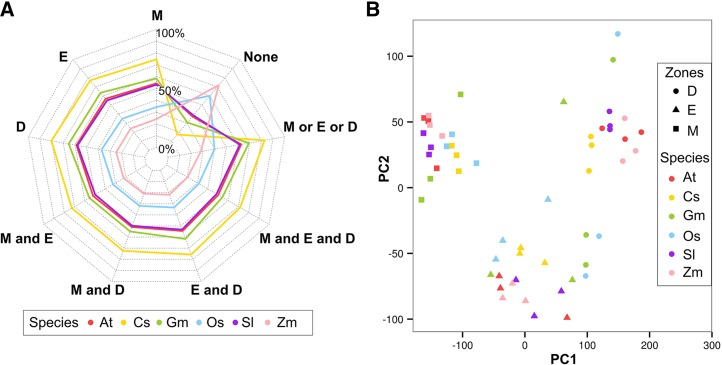 A
M
100%
E
None
50%
D
M or E or D
0%
M and E
M and E and D
M and D
E and D
Species At Cs Gm Os Sl Zm
B
100
50
0
-50
-100
PC2
-100 0 100 200 300
PC1
Zones
D
E
M
Species
At
Cs
Gm
Os
Sl
Zm